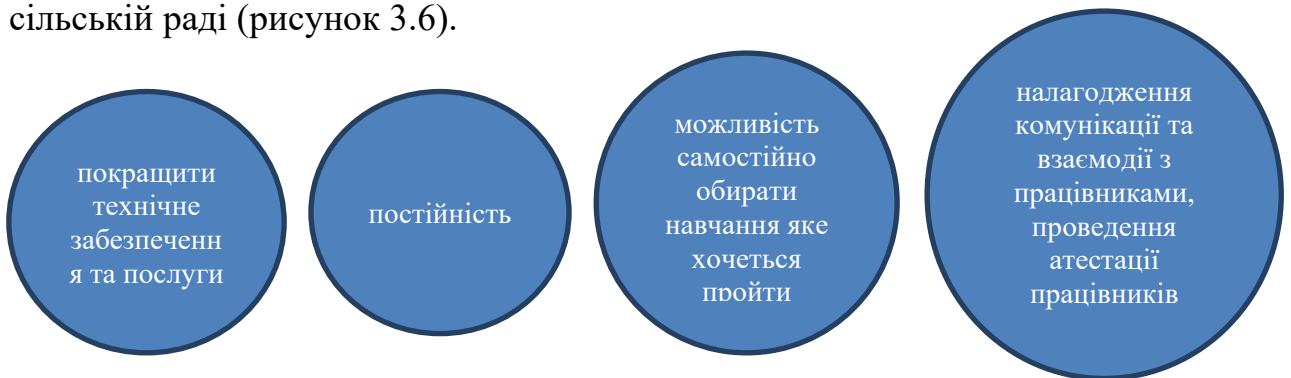 сільській раді (рисунок 3.6).
покращити
технічне
забезпеченн
я та послуги
постійність
можливість
самостійно
обирати
навчання яке
хочеться
пройти
налагодження
комунікації та
взаємодії з
працівниками,
проведення
атестації
працівників